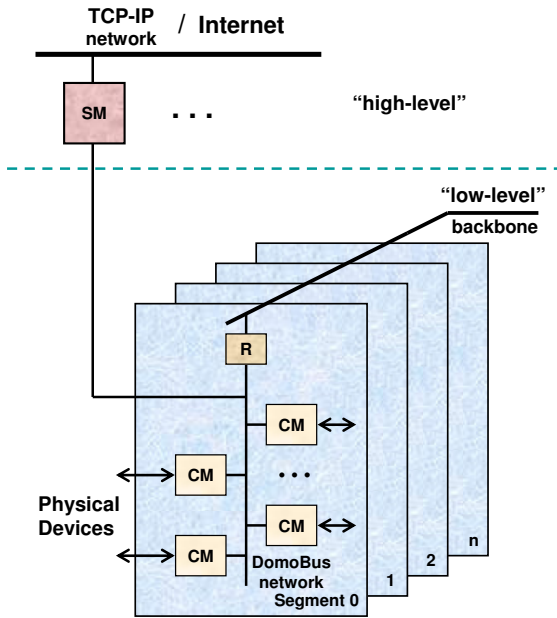 TCP-IP / Internet
network
SM
. . .
“high-level”
“low-level”
backbone
R
CM
CM
...
Physical
Devices
CM
CM
DomoBus
network
Segment 0
1
2
n